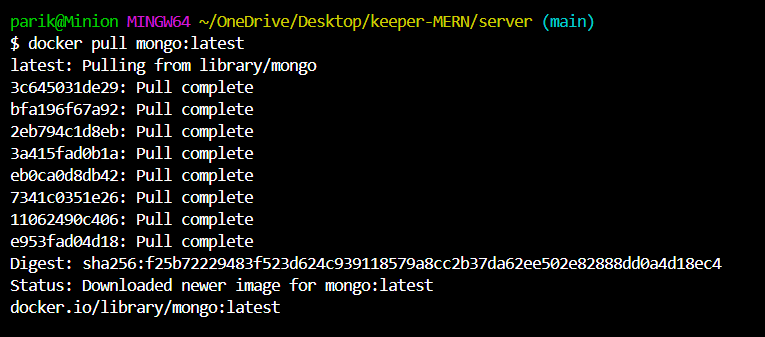 parik@Minion MINGW64 ~/OneDrive/Desktop/keeper-MERN/server (main)
$ docker pull mongo:latest
latest: Pulling from library/mongo
3c645031de29: Pull complete
bfa196f67a92: Pull complete
2eb794c1d8eb: Pull complete
3a415fad0b1a: Pull complete
eb0ca0d8db42: Pull complete
7341c0351e26: Pull complete
11062490c406: Pull complete
e953fad04d18: Pull complete
Digest: sha256:f25b72229483f523d624c939118579a8cc2b37da62ee502e82888dd0a4d18ec4
Status: Downloaded newer image for mongo:latest
docker.io/library/mongo:latest